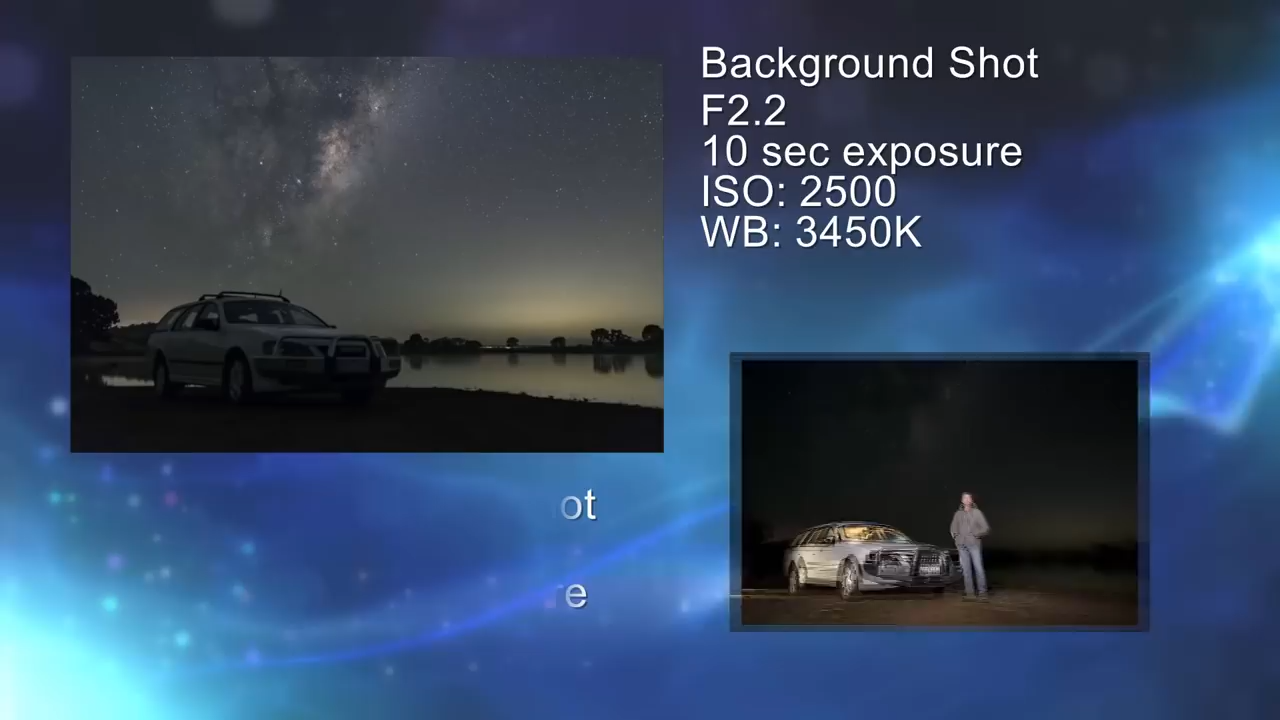 Background Shot
F2.2
10 sec exposure
ISO: 2500
WB: 3450K
ot
re